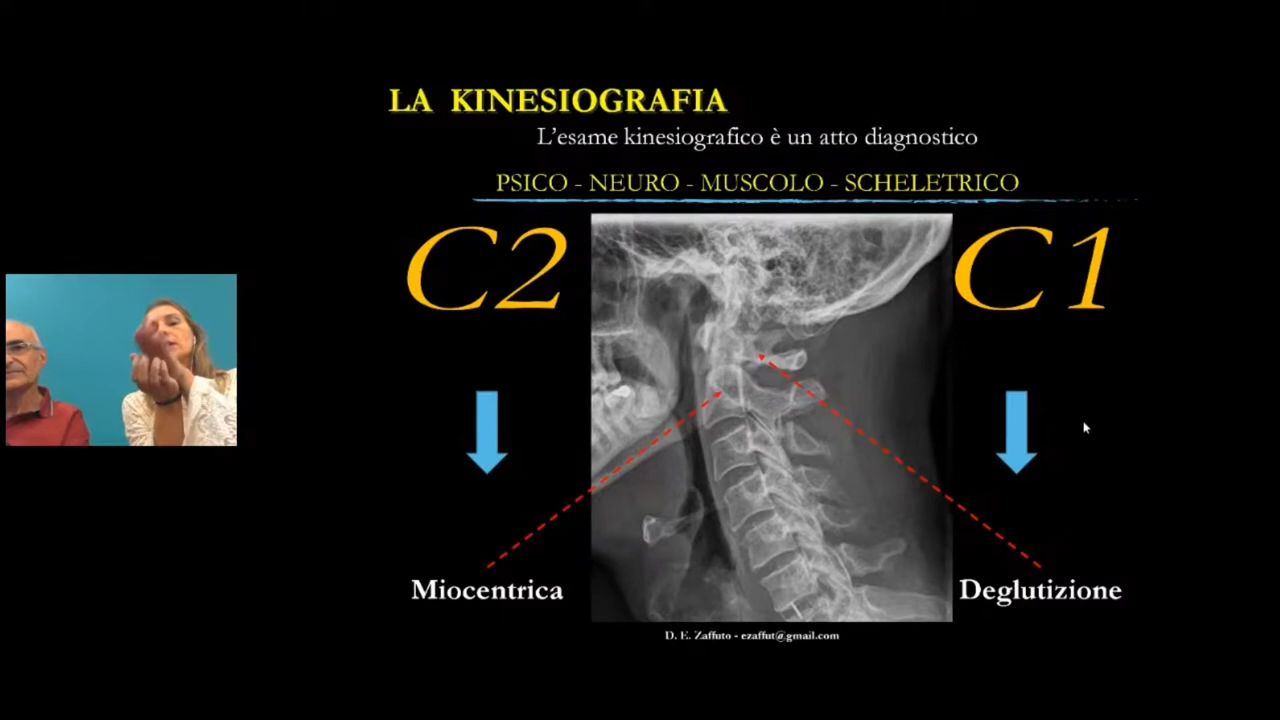 LA KINESIOGRAFIA
L'esame kinesiografico è un atto diagnostico
PSICO - NEURO - MUSCOLO - SCHELETRICO
C2
C1
Miocentrica
Deglutizione
D. E. Zaffuto - ezaffut@gmail.com